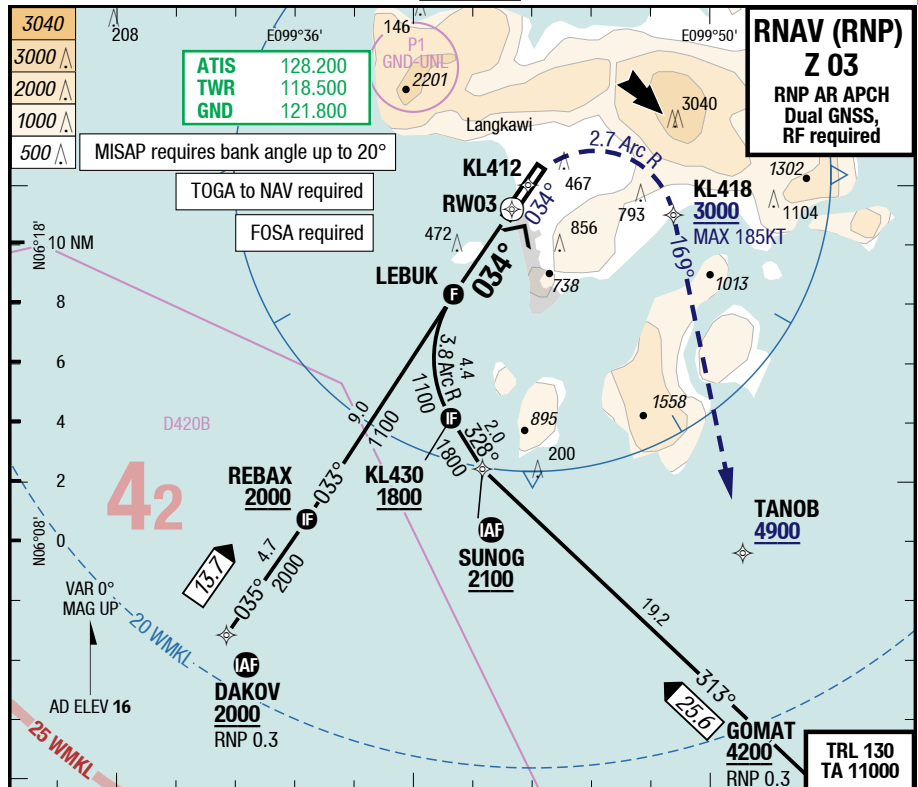 3040
3000
2000
1000
500
208
E099°36'
146
P1
GND-UNL
2201
E099°50'
RNAV (RNP)
Z 03
RNP AR APCH
Dual GNSS,
RF required
ATIS 128.200
TWR 118.500
GND 121.800
3040
Langkawi
MISAP requires bank angle up to 20°
TOGA to NAV required
FOSA required
2.7 Arc R
KL412
467
RW03
034°
034°
793
856
472
738
KL418
3000
MAX 185KT
1302
1104
169°
1013
N06°18'
10 NM
8
6
4
2
0
N06°08'
LEBUK
F
3.8 Arc R
4.4
1100
9.0
1100
D420B
42
IF
KL430
1800
2.0
328°
1800
895
1558
200
REBAX
2000
IF
033°
IAF
SUNOG
2100
TANOB
4900
4.7
2000
13.7
035°
VAR 0°
MAG UP
20 WMKL
IAF
DAKOV
2000
RNP 0.3
AD ELEV 16
25 WMKL
19.2
313°
25.6
GOMAT
4200
RNP 0.3
TRL 130
TA 11000